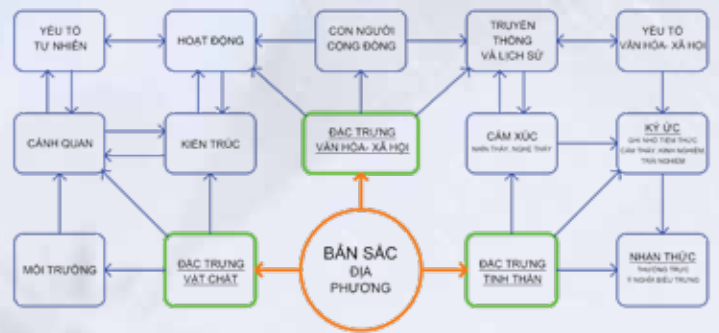 YẾU TỐ
TỰ NHIÊN
HOẠT ĐỘNG
CON NGƯỜI
CỘNG ĐỒNG
TRUYỀN
THỐNG
VÀ LỊCH SỬ
YẾU TỐ
VĂN HÓA- XÃ HỘI
CẢNH QUAN
KIẾN TRÚC
ĐẶC TRƯNG
VĂN HÓA- XÃ HỘI
CẢM XÚC
NHÌN THẤY, NGHE THẤY
KÝ ỨC
GHI NHỚ TIỀM THỨC
CẢM THẤY, KINH NGHIỆM,
TRẢI NGHIỆM
MÔI TRƯỜNG
ĐẶC TRƯNG
VẬT CHẤT
BẢN SẮC
ĐỊA
PHƯƠNG
ĐẶC TRƯNG
TINH THẦN
NHẬN THỨC
THƯỜNG TRỰC
Ý NGHĨA BIỂU TRƯNG